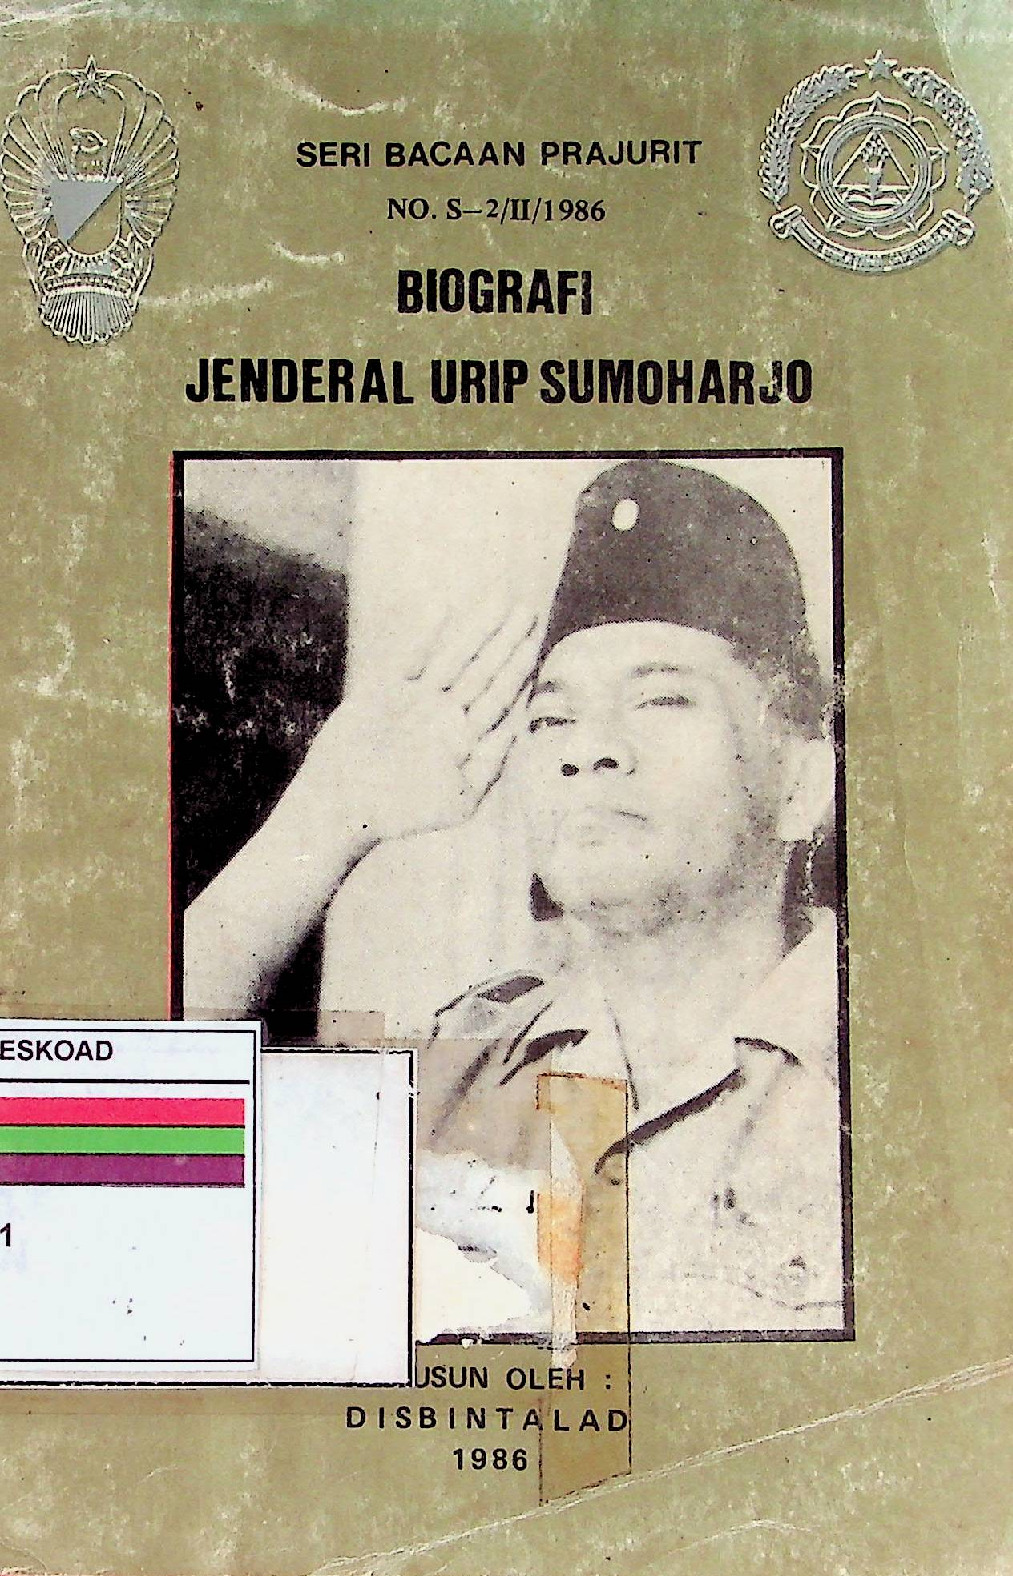 SERI BACAAN PRAJURIT
NO. S–2/II/1986
BIOGRAFI
JENDERAL URIP SUMOHARJO
ESKOAD
1
USUN OLEH :
DISBINTALAD
1986